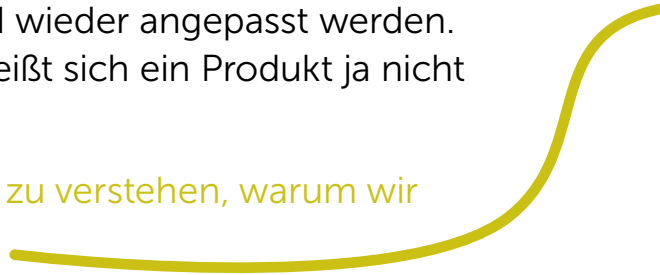 wieder angepasst werden.
eißt sich ein Produkt ja nicht
zu verstehen, warum wir